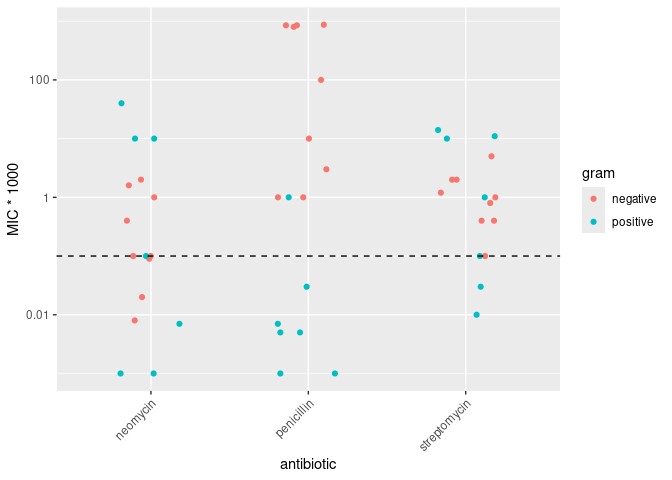 100
1
0.01
MIC * 1000
neomycin
penicillin
streptomycin
antibiotic
gram
negative
positive